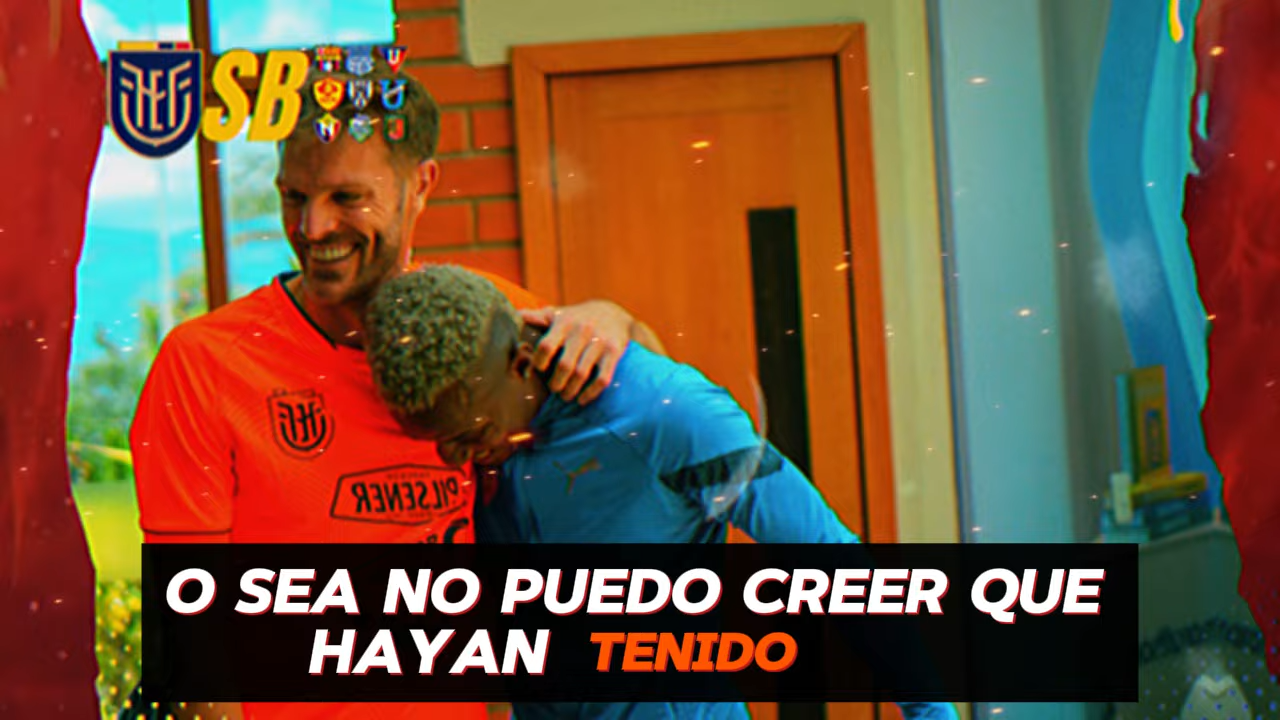 SB
PILSENER
O SEA NO PUEDO CREER QUE
HAYAN TENIDO